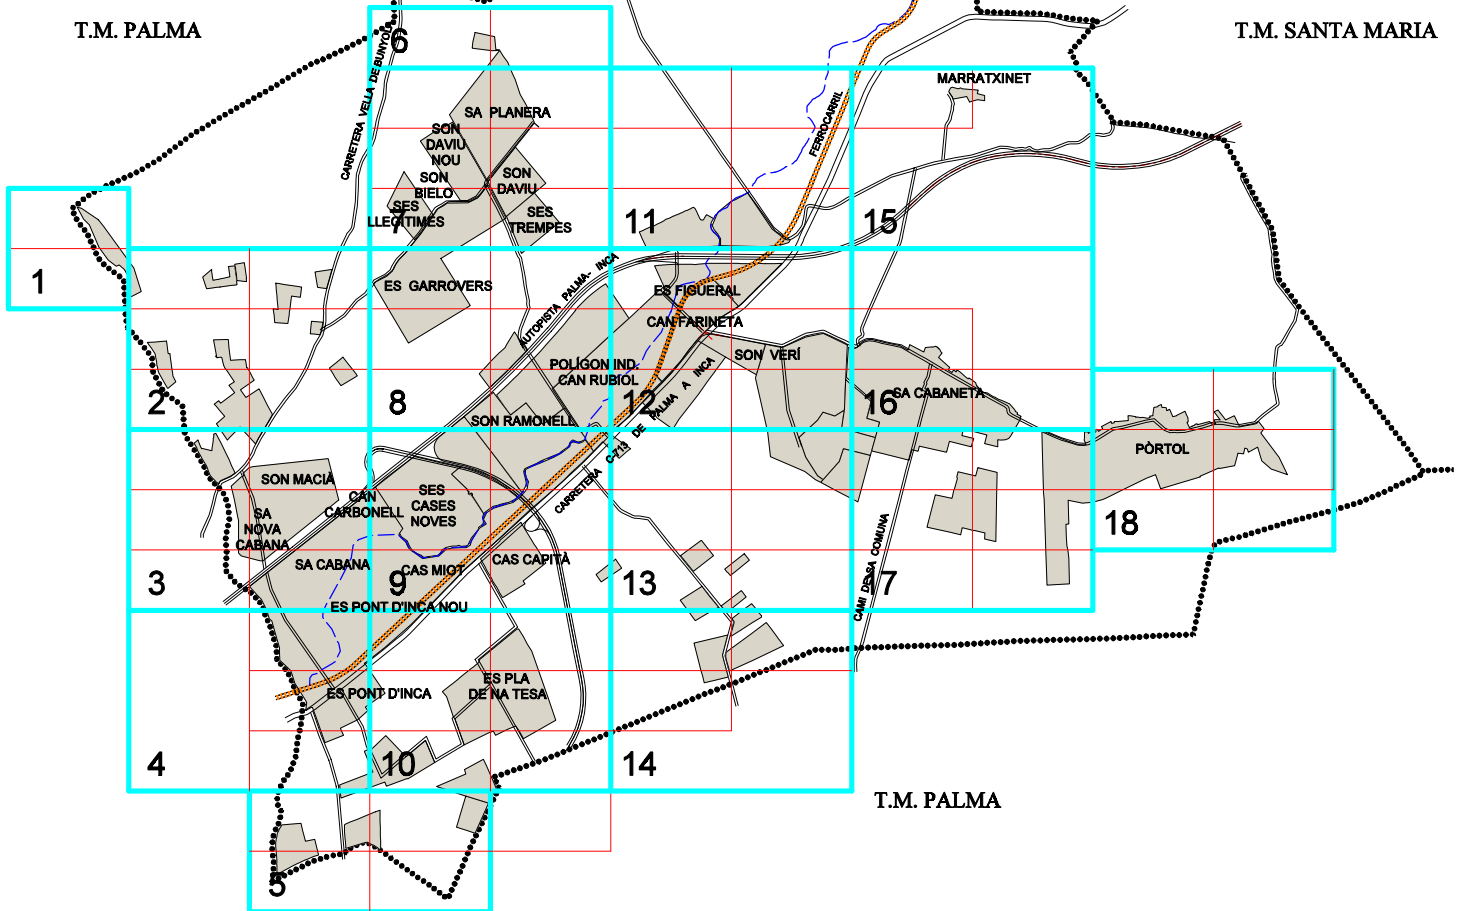 T.M. PALMA
T.M. SANTA MARIA
6
CARRETERA VELLA DE BUNYOLA
MARRATXINET
SA PLANERA
FERROCARRIL
SON
DAVIU
NOU
SON
BIELO
SON
DAVIU
SES
LLEGITIMES
SES
TREMPES
7
11
15
1
AUTOPISTA PALMA- INCA
ES GARROVERS
ES FIGUERAL
CAN FARINETA
SON VERÍ
POLÍGON IND.
CAN RUBIOL
SA CABANETA
2
8
12
16
SON RAMONELL
CARRETERA C-713 DE PALMA A INCA
PÒRTOL
SON MACIÀ
CAN
CARBONELL
SES
CASES
NOVES
SA
NOVA
CABANA
18
SA CABANA
CAS MIOT
CAS CAPITÀ
CAMI DE SA COMUNA
3
9
13
17
ES PONT D'INCA NOU
ES PONT D'INCA
ES PLA
DE NA TESA
4
10
14
T.M. PALMA
5